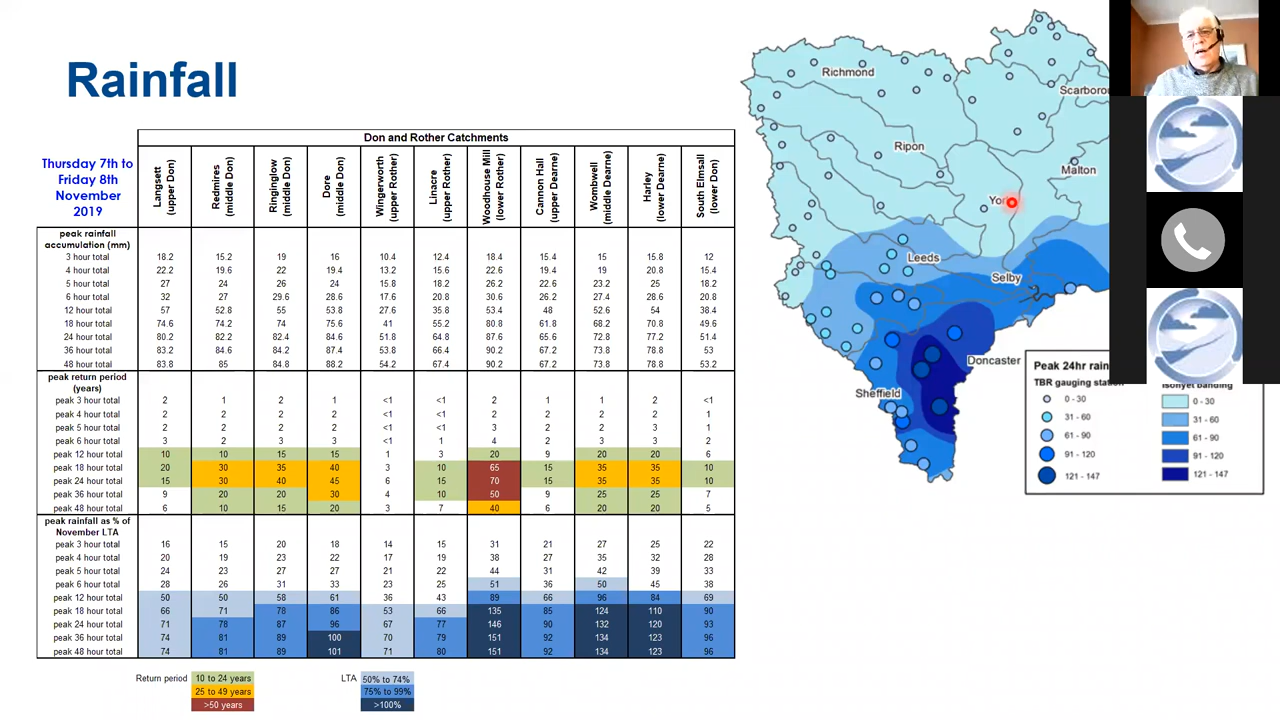 Rainfall
Don and Rother Catchments
Thursday 7th to
Friday 8th
November
2019
Langsett
(upper Don)
Redmires
(middle Don)
Ringinglow
(middle Don)
Dore
(middle Don)
Wingerworth
(upper Rother)
Linacre
(upper Rother)
Woodhouse Mill
(lower Rother)
Cannon Hall
(upper Dearne)
Wombwell
(middle Dearne)
Harley
(lower Dearne)
South Elmsall
(lower Don)
peak rainfall
accumulation (mm)
3 hour total 18.2 15.2 19 16 10.4 12.4 18.4 15.4 15 15.8 12
4 hour total 22.2 19.6 22 19.4 13.2 15.6 22.6 19.4 19 20.8 15.4
5 hour total 27 24 26 24 15.8 18.2 26.2 22.6 23.2 25 18.2
6 hour total 32 27 29.6 28.6 17.6 20.8 30.8 26.2 27.4 28.6 20.8
12 hour total 57 52.8 55 53.8 27.6 35.8 53.4 48 52.6 54 38.4
18 hour total 74.6 74.2 74 75.6 41 55.2 80.8 61.8 68.2 70.8 49.6
24 hour total 80.2 82.2 82.4 84.6 51.8 64.8 87.6 65.6 72.8 77.2 51.4
36 hour total 83.2 84.6 84.2 87.4 53.8 66.4 90.2 67.2 73.8 78.8 53
48 hour total 83.8 85 84.8 88.2 54.2 67.4 90.2 67.2 73.8 78.8 53.2
peak return period
(years)
peak 3 hour total 2 1 2 1 <1 <1 2 1 1 2 <1
peak 4 hour total 2 2 2 2 <1 <1 2 2 2 2 1
peak 5 hour total 2 2 2 2 <1 <1 3 2 2 3 1
peak 6 hour total 3 2 3 3 <1 1 4 2 3 3 2
peak 12 hour total 10 10 15 15 1 3 20 9 20 20 6
peak 18 hour total 20 30 35 40 3 10 65 15 35 35 10
peak 24 hour total 15 30 40 45 6 15 70 15 35 35 10
peak 36 hour total 9 20 20 30 4 10 50 9 25 25 7
peak 48 hour total 6 10 15 20 3 7 40 6 20 20 5
peak rainfall as % of
November LTA
peak 3 hour total 16 15 20 18 14 15 31 21 27 25 22
peak 4 hour total 20 19 23 22 17 19 38 27 35 32 28
peak 5 hour total 24 23 27 27 21 22 44 31 42 39 33
peak 6 hour total 28 26 31 33 23 25 51 36 50 45 38
peak 12 hour total 50 50 58 61 36 43 89 66 96 84 69
peak 18 hour total 66 71 78 86 53 66 135 85 124 110 90
peak 24 hour total 71 78 87 96 67 77 146 90 132 120 93
peak 36 hour total 74 81 89 100 70 79 151 92 134 123 96
peak 48 hour total 74 81 89 101 71 80 151 92 134 123 96
Return period 10 to 24 years
25 to 49 years
>50 years
LTA 50% to 74%
75% to 99%
>100%
Richmond
Scarboro
Ripon
Malton
Yo
Leeds
Selby
Doncaster
Sheffield
Peak 24hr rain
TBR gauging station
0 - 30
31 - 60
61 - 90
91 - 120
121 - 147
Isohyet banding
0 - 30
31 - 60
61 - 90
91 - 120
121 - 147